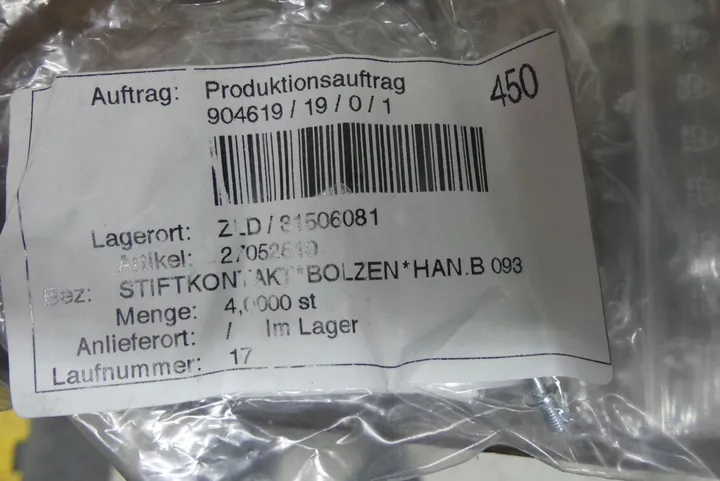 Auftrag: Produktionsauftrag 450
904619 / 19 / 0 / 1
Lagerort: ZLD / 81506081
Artikel:
Bez: STIFTKONTAKT*BOLZEN*HAN.B 093
Menge: 4,0000 st
Anlieferort: / Im Lager
Laufnummer: 17